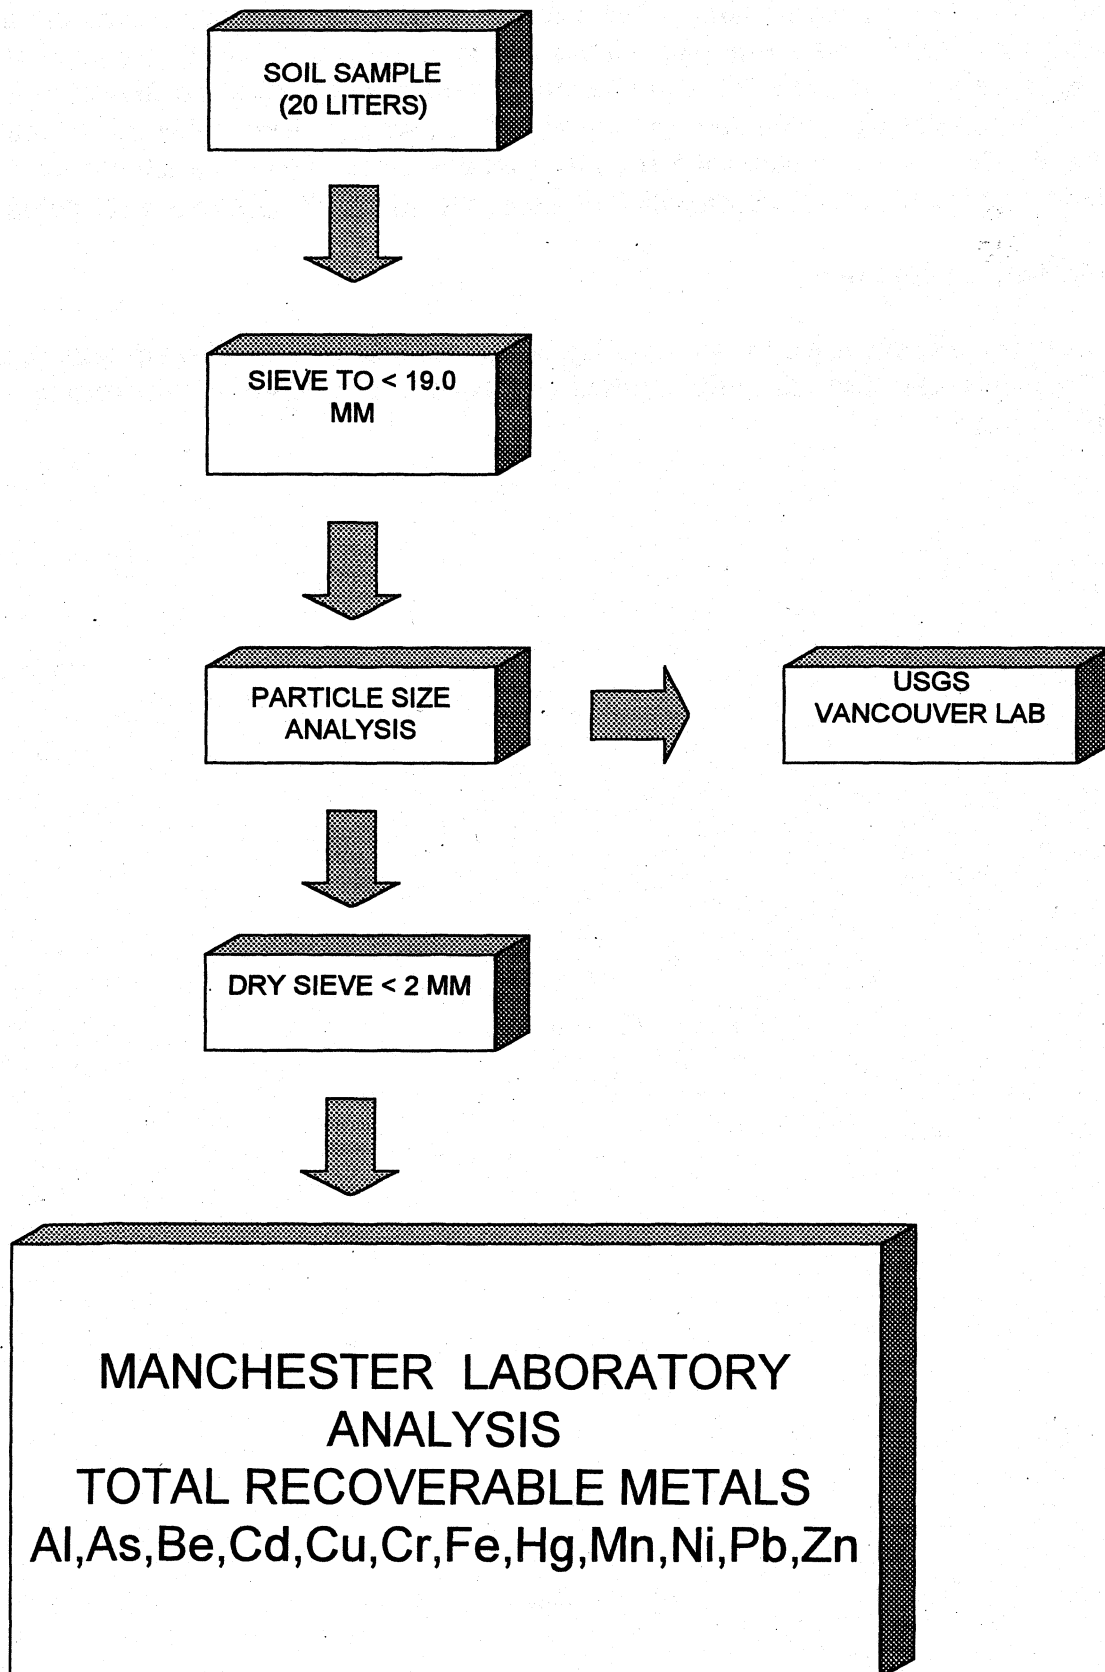 SOIL SAMPLE
(20 LITERS)
SIEVE TO < 19.0
MM
PARTICLE SIZE
ANALYSIS
USGS
VANCOUVER LAB
DRY SIEVE < 2 MM
MANCHESTER LABORATORY
ANALYSIS
TOTAL RECOVERABLE METALS
Al,As,Be,Cd,Cu,Cr,Fe,Hg,Mn,Ni,Pb,Zn